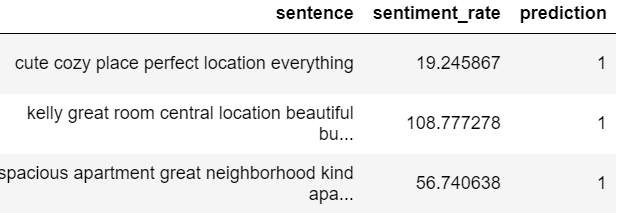 sentence sentiment_rate prediction
cute cozy place perfect location everything 19.245867 1
kelly great room central location beautiful
bu... 108.777278 1
spacious apartment great neighborhood kind
apa... 56.740638 1